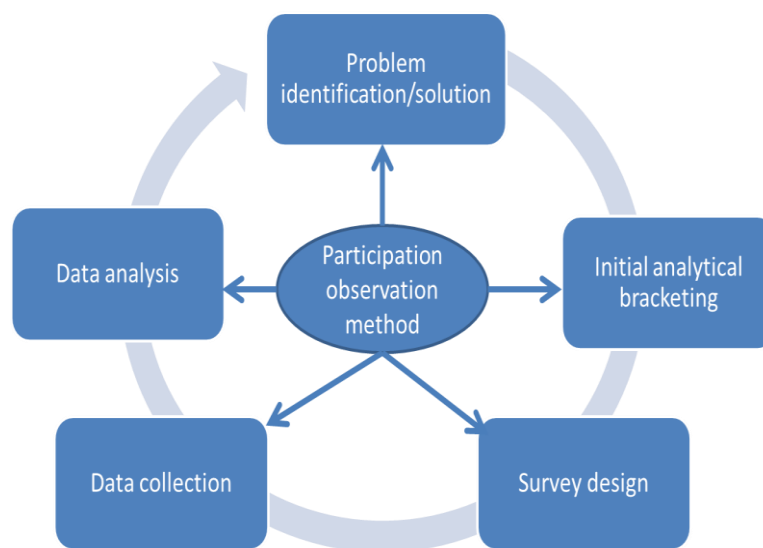 Problem
identification/solution
Initial analytical
bracketing
Survey design
Data collection
Data analysis
Participation
observation
method